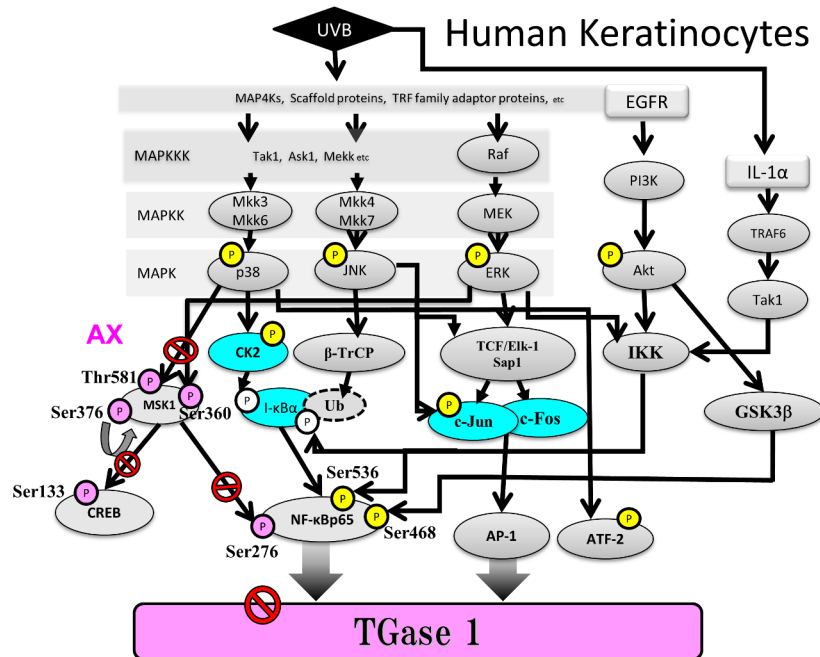 UVB
Human Keratinocytes
MAP4Ks, Scaffold proteins, TRF family adaptor proteins, etc
EGFR
MAPKKK
Tak1, Ask1, Mekk etc
Raf
PI3K
IL-1α
MAPKK
Mkk3
Mkk6
Mkk4
Mkk7
MEK
TRAF6
MAPK
P
p38
P
JNK
P
ERK
P
Akt
Tak1
AX
P
CK2
β-TrCP
TCF/Elk-1
Sap1
IKK
Thr581
P
MSK1
Ser376
P
P
Ser360
P
I-κBα
P
Ub
P
c-Jun
c-Fos
GSK3β
Ser536
Ser133
P
CREB
P
NF-κBp65
P
Ser276
P
Ser468
AP-1
P
ATF-2
TGase 1